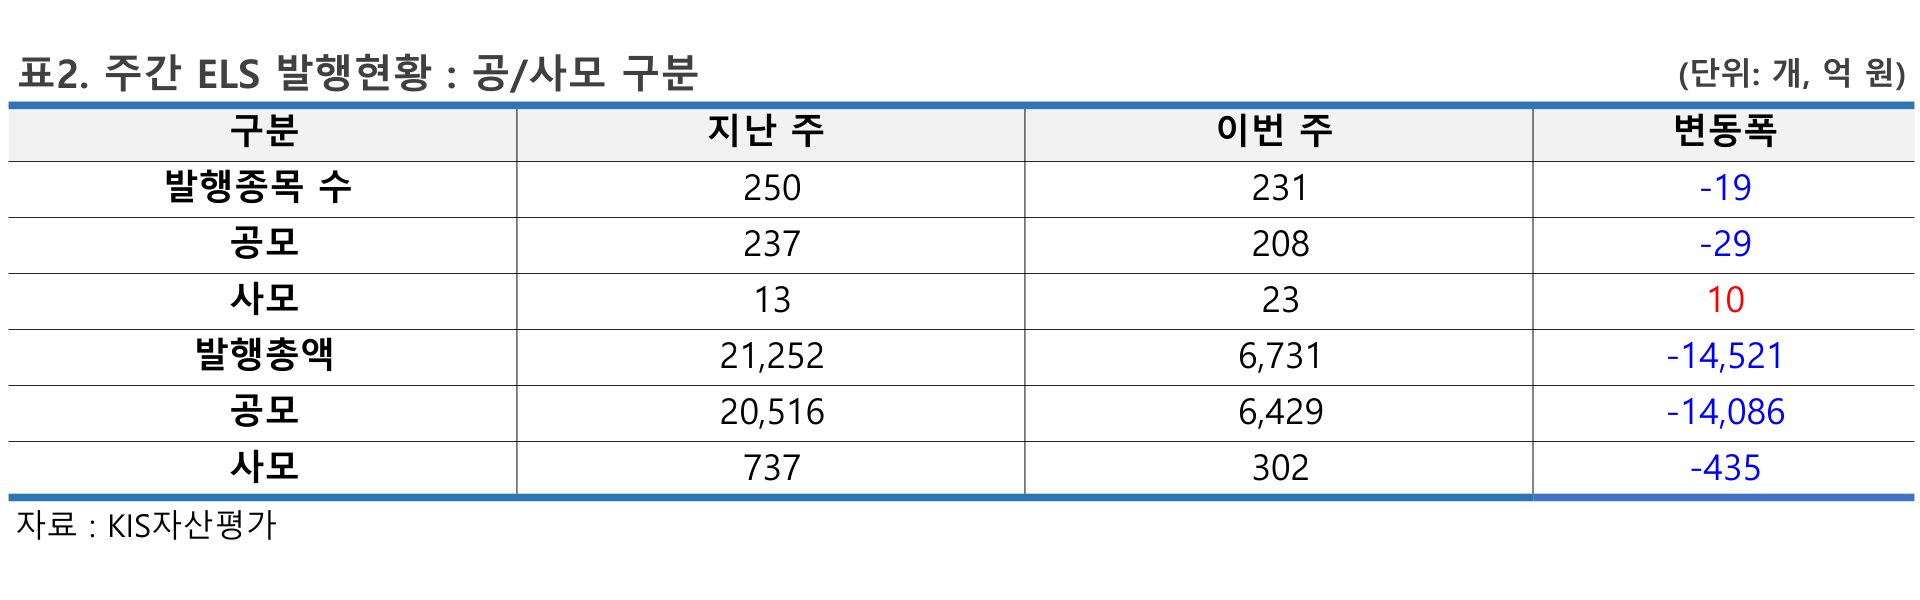 표2. 주간 ELS 발행현황 : 공/사모 구분 (단위: 개, 억 원)
구분 지난 주 이번 주 변동폭
발행종목 수 250 231 -19
공모 237 208 -29
사모 13 23 10
발행총액 21,252 6,731 -14,521
공모 20,516 6,429 -14,086
사모 737 302 -435
자료 : KIS자산평가